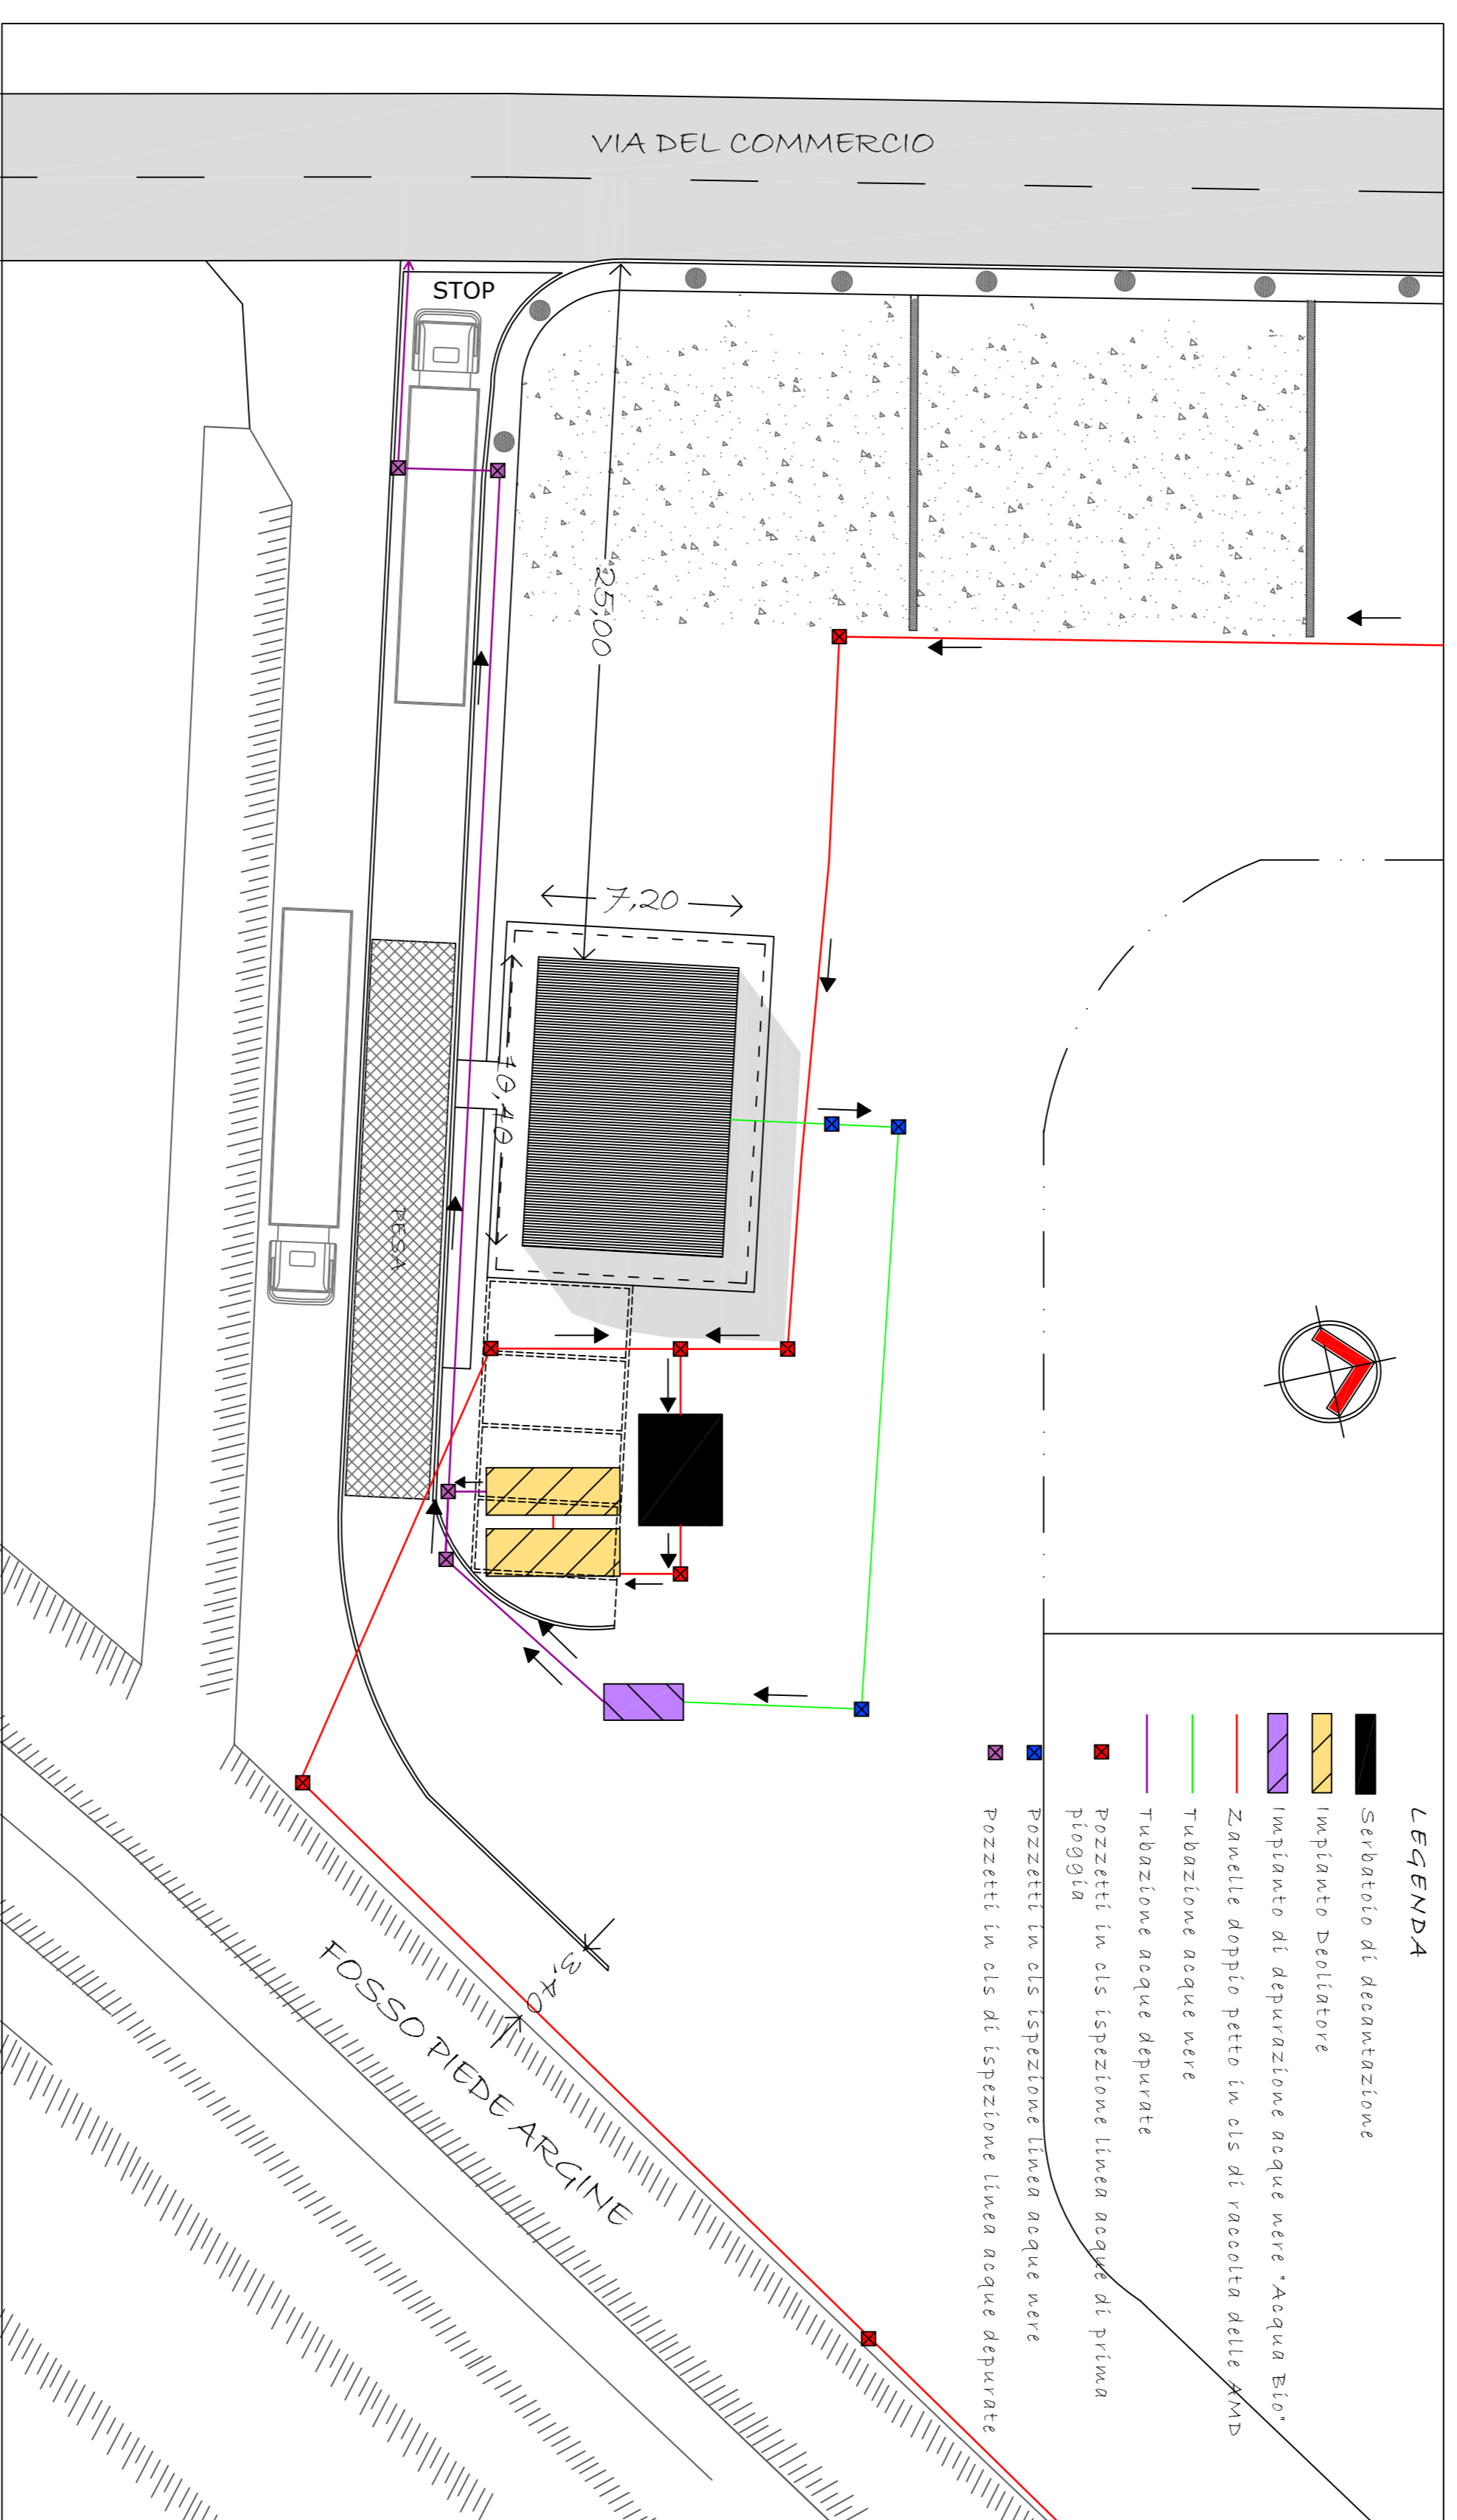 VIA DEL COMMERCIO
STOP
25,00
7,20
10,40
PESA
3,70
FOSSO PIEDE ARGINE
LEGENDA
Serbatoio di decantazione
Impianto Deoliatore
Impianto di depurazione acque nere "Acqua Bio"
Zanelle doppio petto in cls di raccolta delle AMD
Tubazione acque nere
Tubazione acque depurate
Pozzetti in cls ispezione linea acque di prima
pioggia
Pozzetti in cls ispezione linea acque nere
Pozzetti in cls di ispezione linea acque depurate